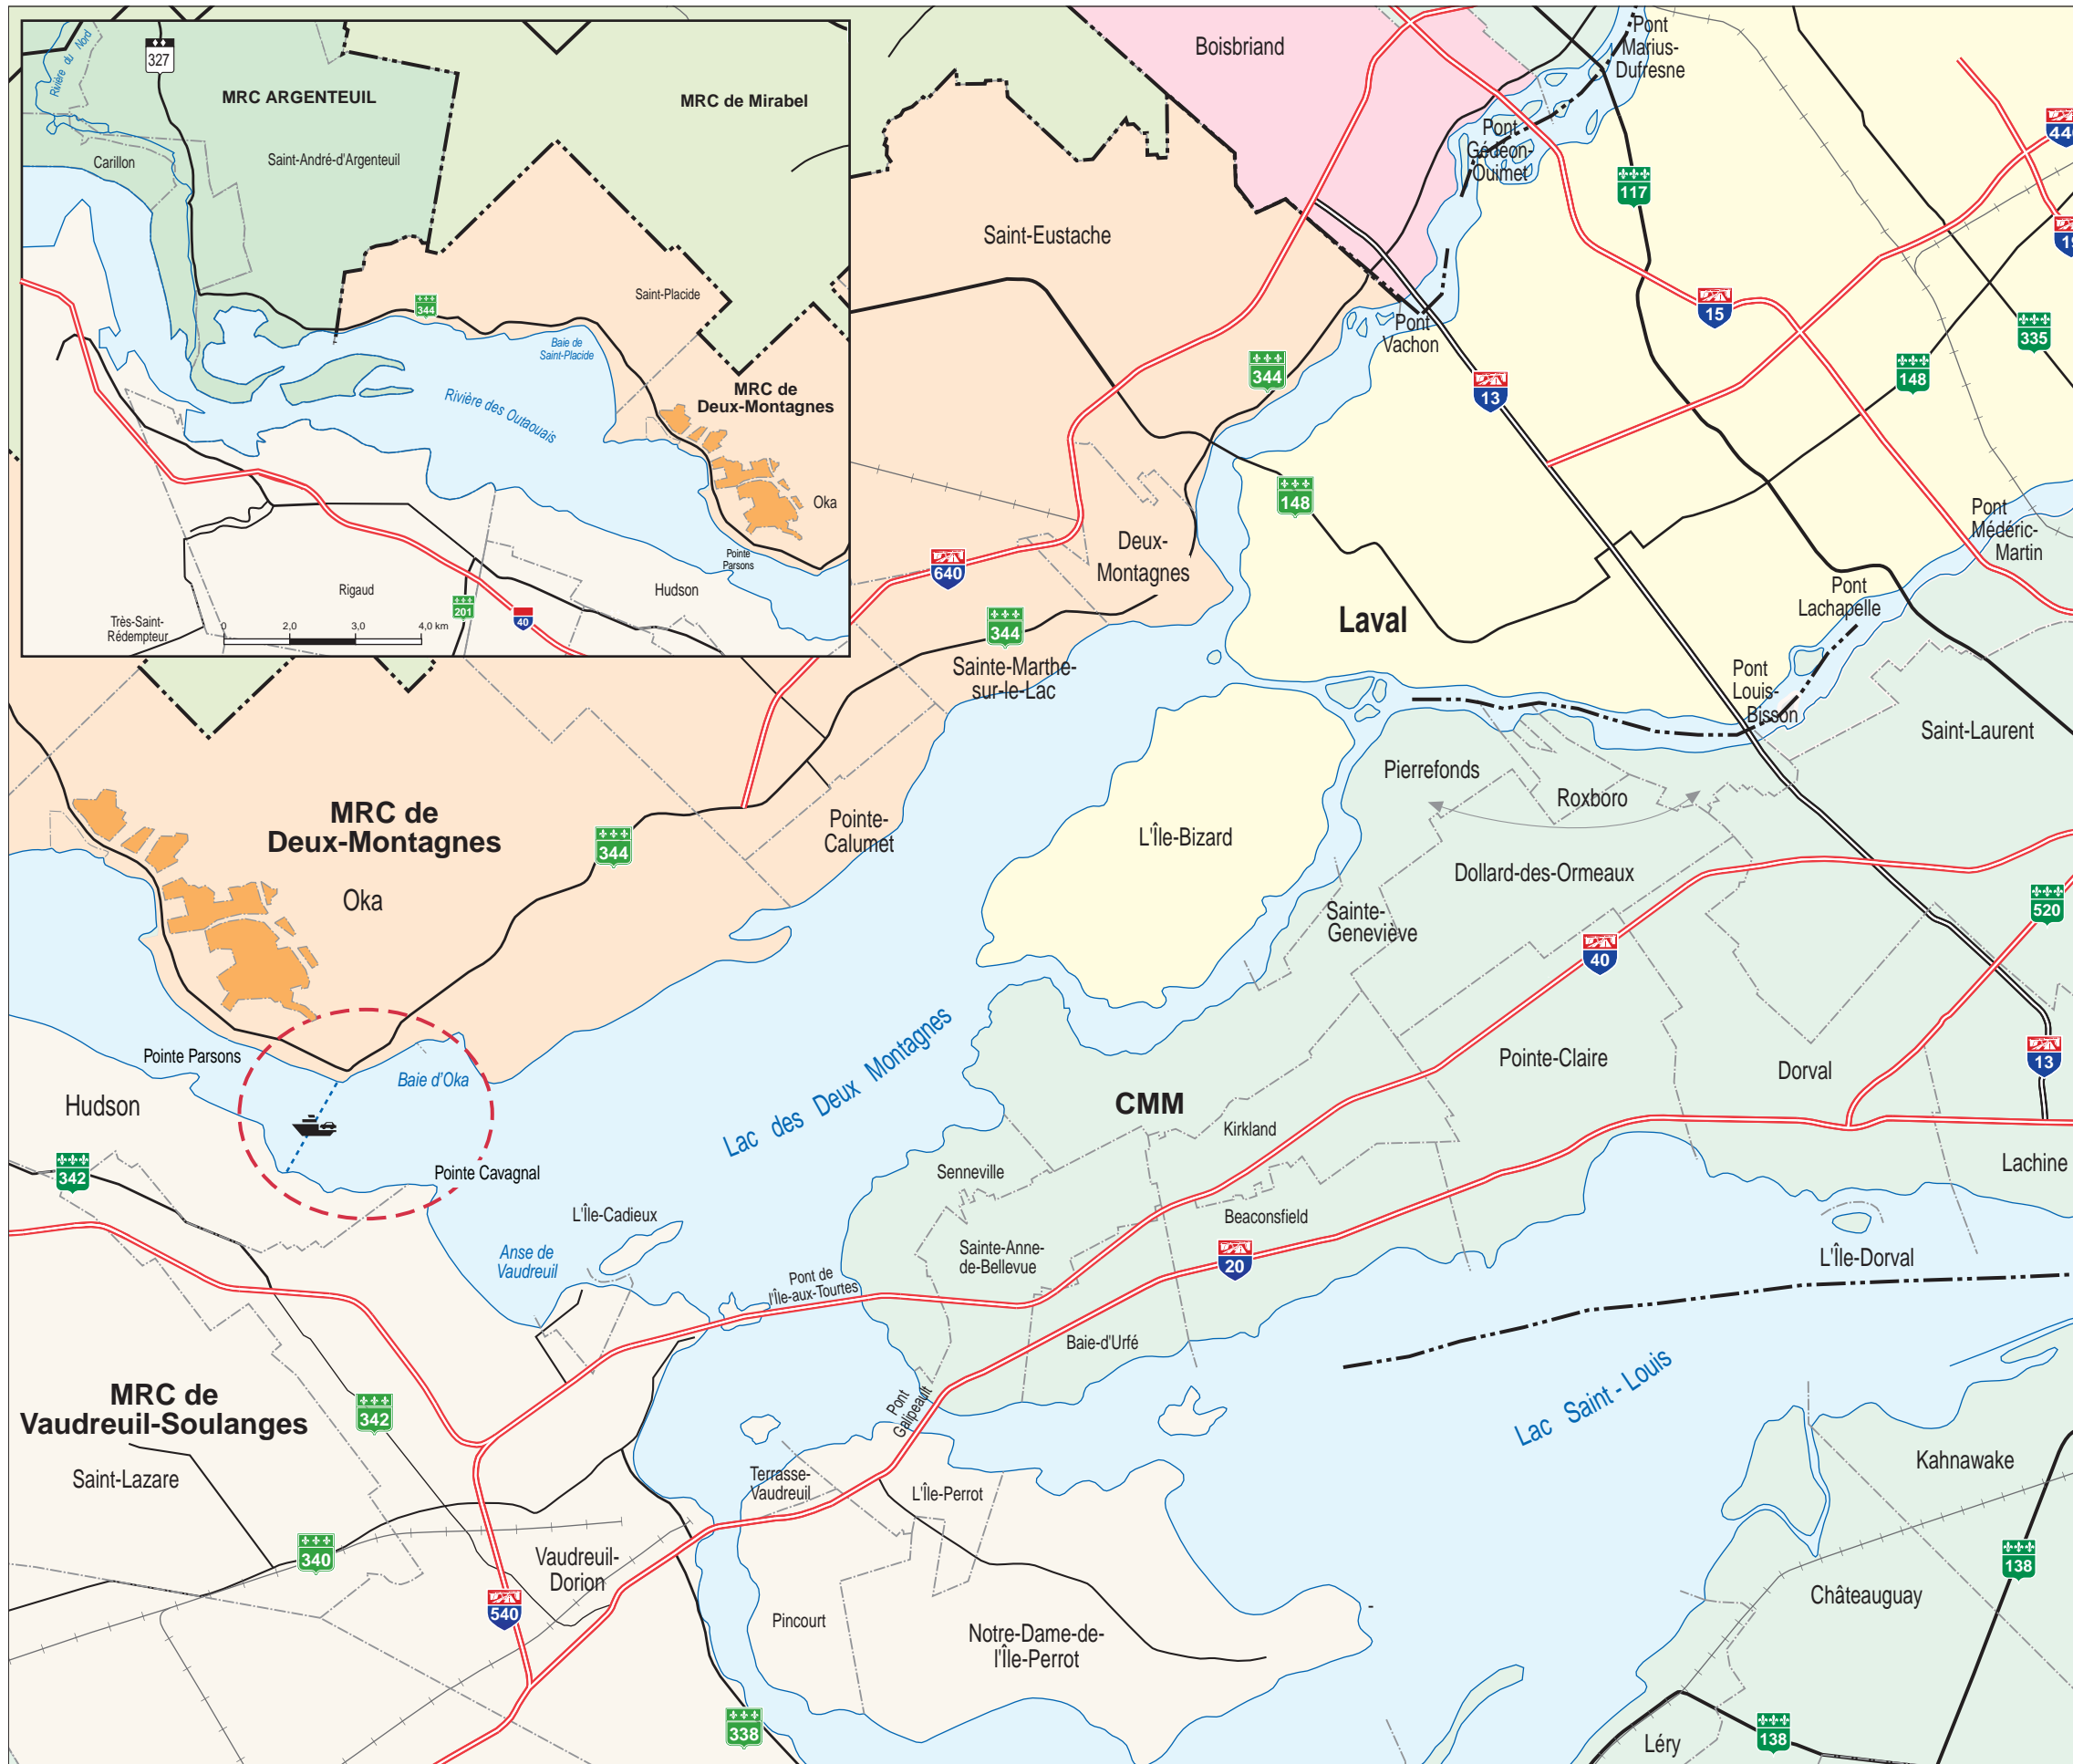 Rivière du Nord
327
MRC ARGENTEUIL
MRC de Mirabel
Carillon
Saint-André-d'Argenteuil
Saint-Placide
344
Baie de
Saint-Placide
MRC de
Deux-Montagnes
Rivière des Outaouais
Oka
Pointe
Parsons
Rigaud
Hudson
201
40
Très-Saint-
Rédempteur
0
2,0
3,0
4,0 km
Boisbriand
Pont
Marius-
Dufresne
Pont
Gédéon-
Ouimet
117
Saint-Eustache
15
335
Pont
Vachon
344
13
148
148
Pont
Médéric-
Martin
Deux-
Montagnes
640
Pont
Lachapelle
344
Laval
Sainte-Marthe-
sur-le-Lac
Pont
Louis-
Bisson
Saint-Laurent
Pierrefonds
Roxboro
MRC de
Deux-Montagnes
Pointe-
Calumet
344
L'Île-Bizard
Dollard-des-Ormeaux
Oka
Sainte-
Geneviève
520
40
Pointe Parsons
Baie d'Oka
Lac des Deux Montagnes
Pointe-Claire
Dorval
13
Hudson
CMM
Kirkland
342
Pointe Cavagnal
Senneville
Lachine
L'Île-Cadieux
Beaconsfield
Anse de
Vaudreuil
Sainte-Anne-
de-Bellevue
20
L'Île-Dorval
Pont de
l'Île-aux-Tourtes
Baie-d'Urfé
MRC de
Vaudreuil-Soulanges
342
Pont
Galipeault
Lac Saint-Louis
Saint-Lazare
Terrasse-
Vaudreuil
L'Île-Perrot
Kahnawake
340
Vaudreuil-
Dorion
138
540
Pincourt
Notre-Dame-de-
l'Île-Perrot
Châteauguay
338
138
Léry